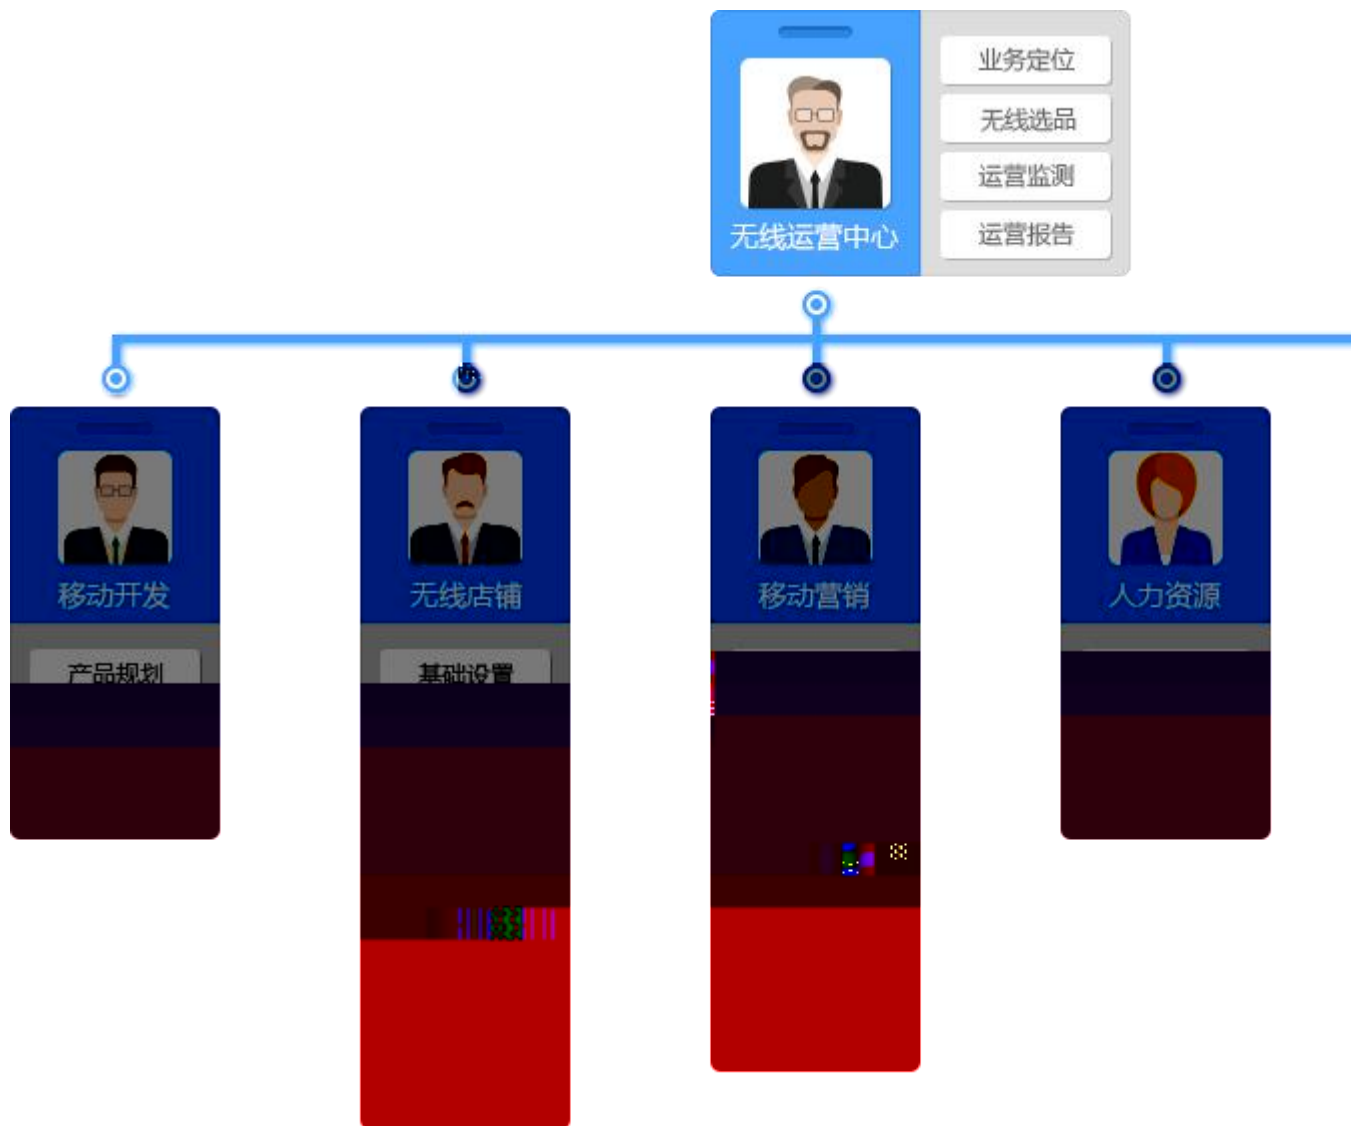 业务定位
无线选品
运营监测
运营报告
无线运营中心
移动开发
无线店铺
移动营销
人力资源
产品规划
基础设置